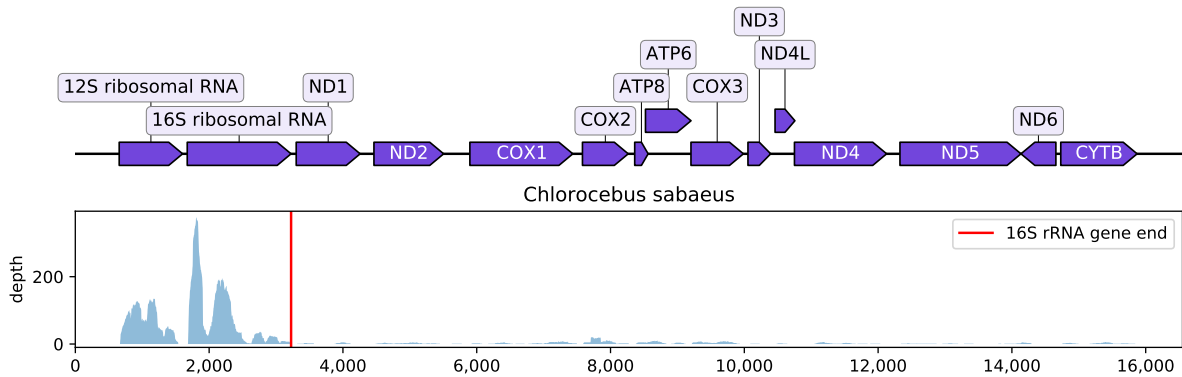 ND3
ATP6 ND4L
12S ribosomal RNA ND1 ATP8 COX3
16S ribosomal RNA COX2 ND6
ND2 COX1 ND4 ND5 CYTB
Chlorocebus sabaeus
16S rRNA gene end
depth
200
0
0 2,000 4,000 6,000 8,000 10,000 12,000 14,000 16,000